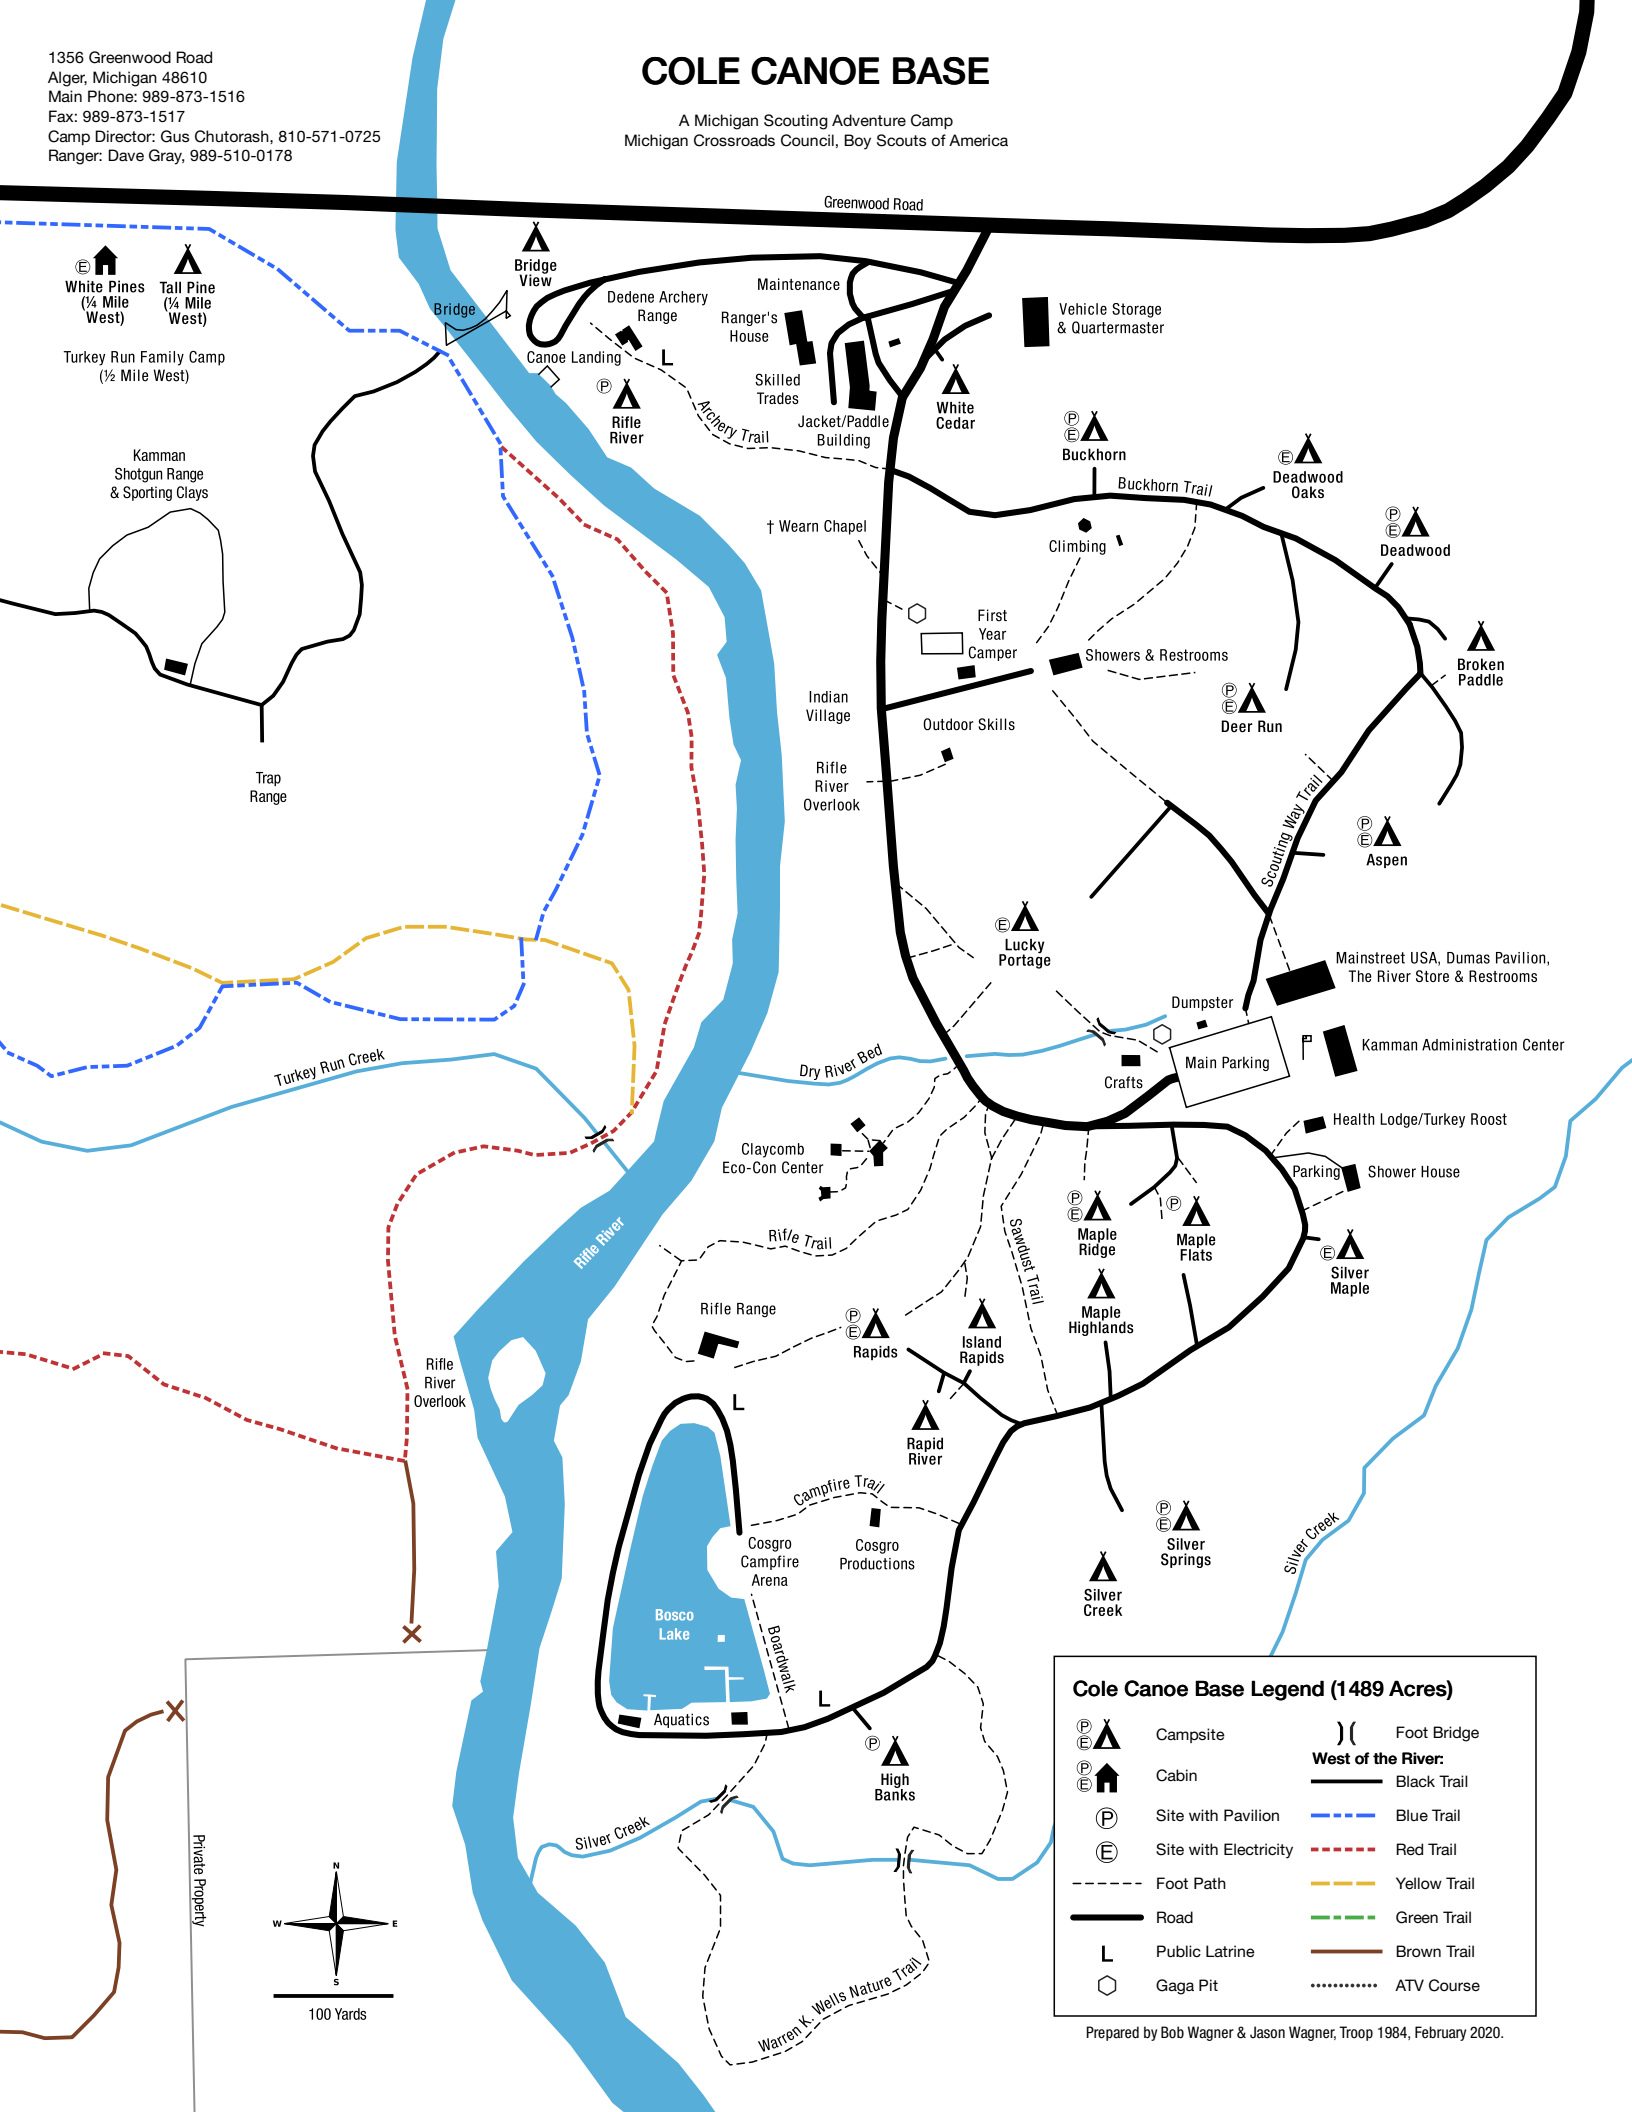 1356 Greenwood Road
Alger, Michigan 48610
Main Phone: 989-873-1516
Fax: 989-873-1517
Camp Director: Gus Chutorash, 810-571-0725
Ranger: Dave Gray, 989-510-0178
COLE CANOE BASE
A Michigan Scouting Adventure Camp
Michigan Crossroads Council, Boy Scouts of America
Greenwood Road
E
White Pines
(¼ Mile
West)
Tall Pine
(¼ Mile
West)
Turkey Run Family Camp
(½ Mile West)
Bridge
View
Bridge
Dedene Archery
Range
Canoe Landing
L
P
Rifle
River
Maintenance
Ranger's
House
Skilled
Trades
Jacket/Paddle
Building
Vehicle Storage
& Quartermaster
White
Cedar
Archery Trail
Kamman
Shotgun Range
& Sporting Clays
Trap
Range
P
E
Buckhorn
Buckhorn Trail
E
Deadwood
Oaks
P
E
Deadwood
† Wearn Chapel
Climbing
First
Year
Camper
Showers & Restrooms
Broken
Paddle
Indian
Village
Outdoor Skills
P
E
Deer Run
Rifle
River
Overlook
Scouting Way Trail
P
E
Aspen
E
Lucky
Portage
Mainstreet USA, Dumas Pavilion,
The River Store & Restrooms
Dumpster
Main Parking
Kamman Administration Center
Crafts
Dry River Bed
Turkey Run Creek
Health Lodge/Turkey Roost
Parking
Shower House
Claycomb
Eco-Con Center
Rifle River
Rifle Trail
Sawdust Trail
P
E
Maple
Ridge
P
Maple
Flats
E
Silver
Maple
Maple
Highlands
Rifle Range
P
E
Rapids
Island
Rapids
Rifle
River
Overlook
L
Rapid
River
Campfire Trail
Cosgro
Campfire
Arena
Cosgro
Productions
P
E
Silver
Springs
Silver
Creek
Silver Creek
Bosco
Lake
Boardwalk
L
Aquatics
P
High
Banks
Silver Creek
Private Property
Warren K. Wells Nature Trail
N
W
E
S
100 Yards
Cole Canoe Base Legend (1489 Acres)
P
E
Campsite
Foot Bridge
West of the River:
P
E
Cabin
Black Trail
P
Site with Pavilion
Blue Trail
E
Site with Electricity
Red Trail
Foot Path
Yellow Trail
Road
Green Trail
L
Public Latrine
Brown Trail
Gaga Pit
ATV Course
Prepared by Bob Wagner & Jason Wagner, Troop 1984, February 2020.